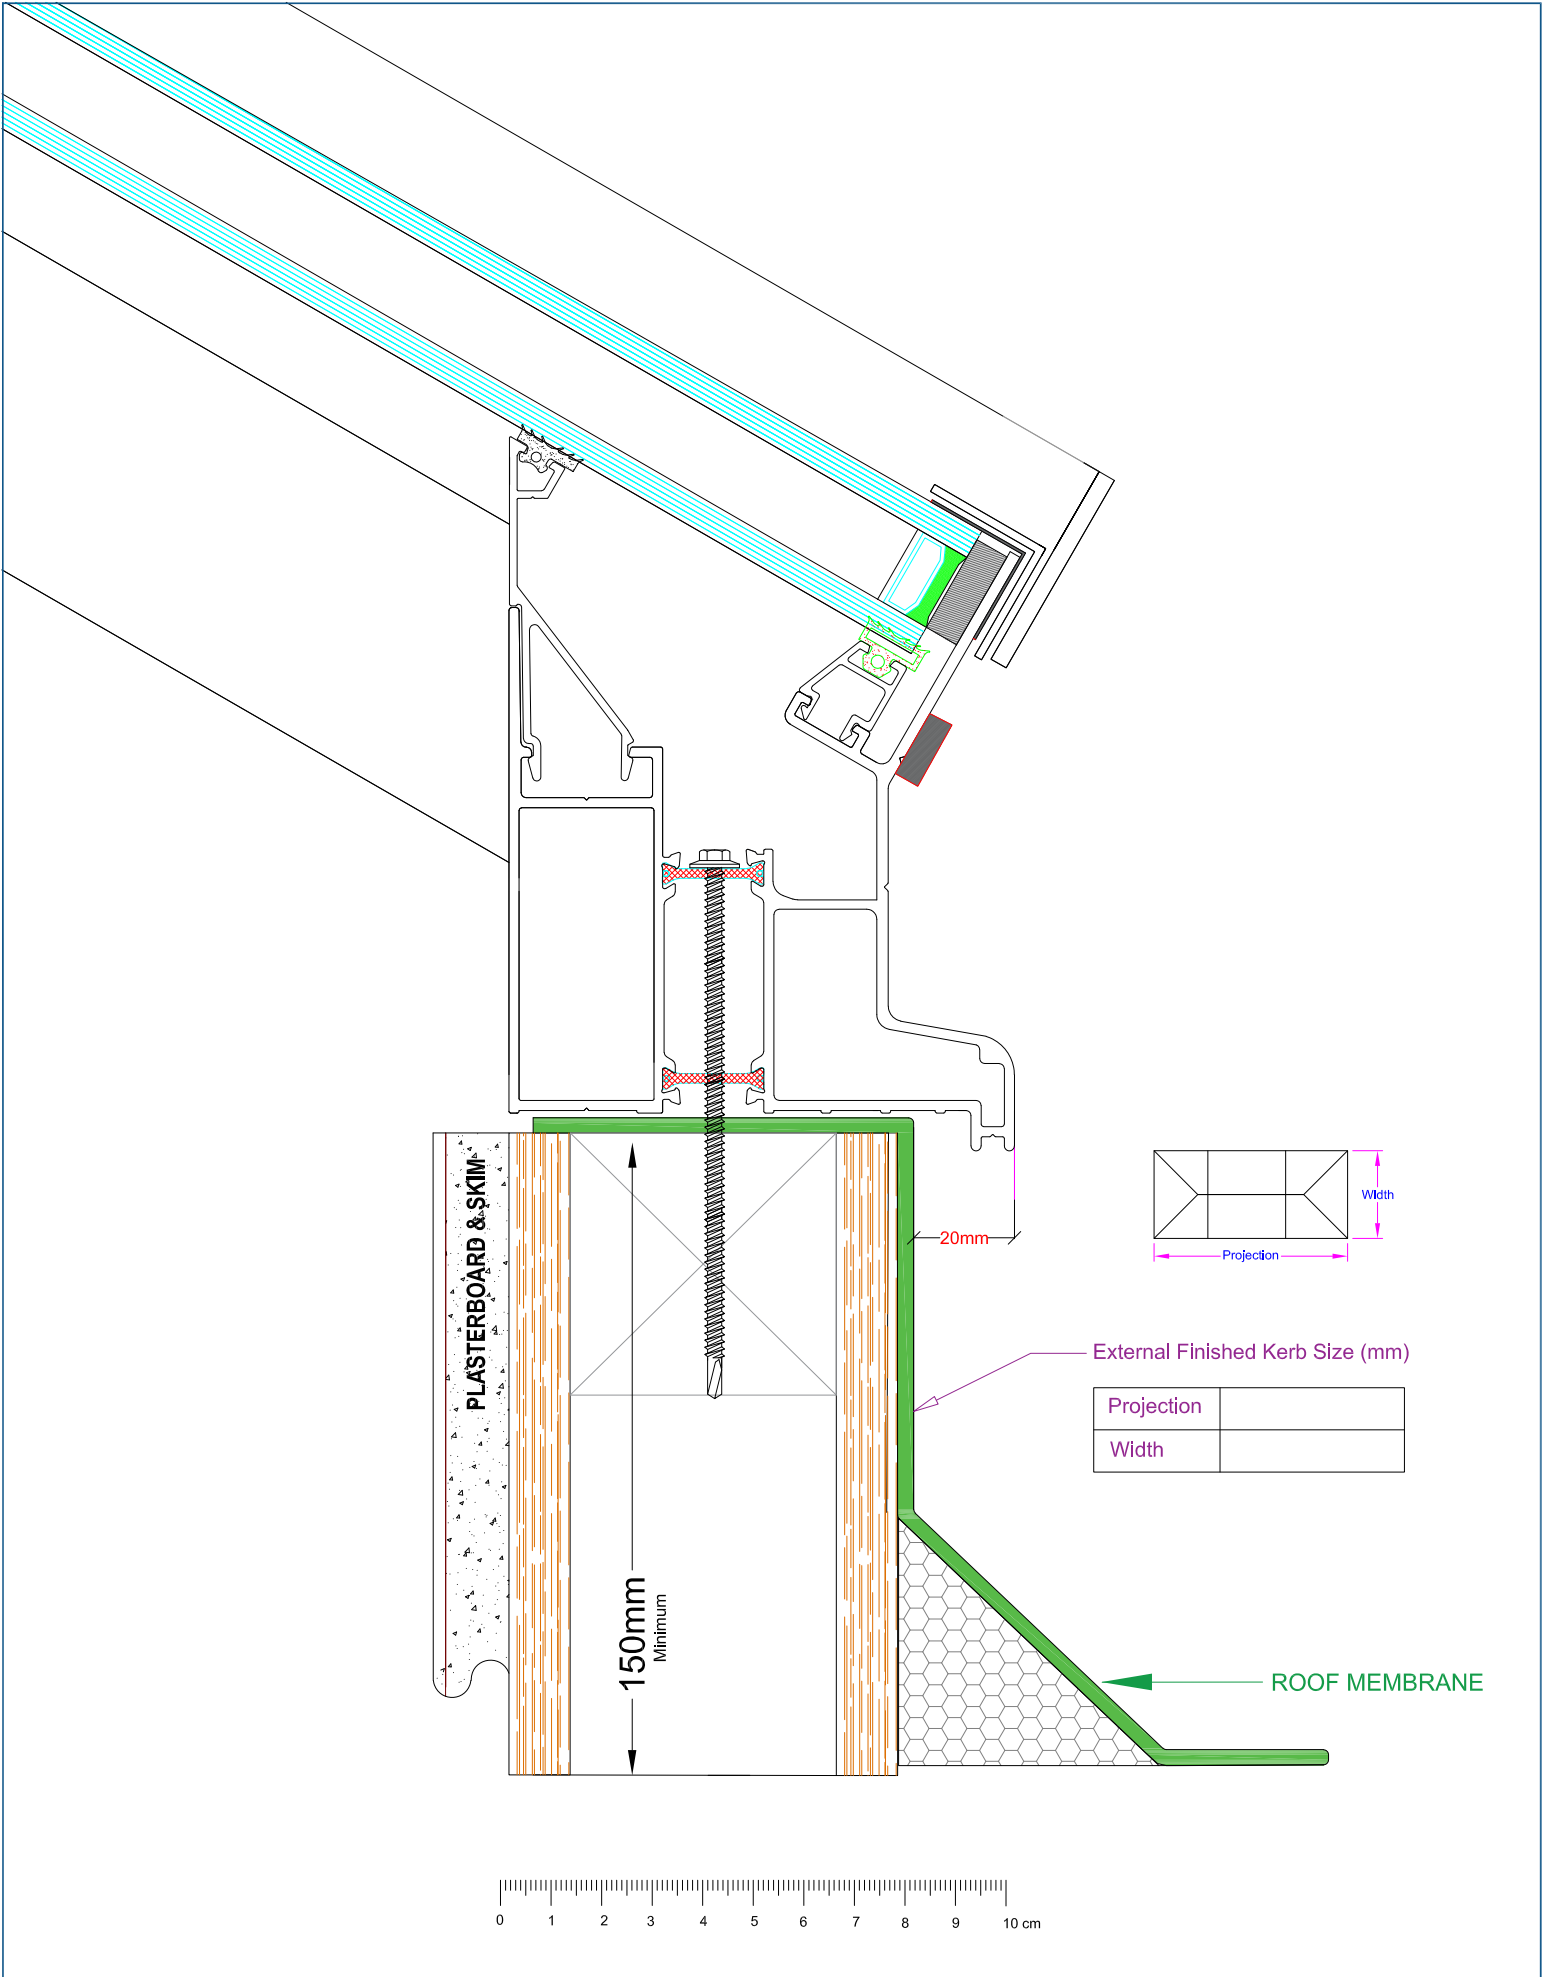 PLASTERBOARD & SKIM
20mm
Width
Projection
External Finished Kerb Size (mm)
Projection
Width
150mm
Minimum
ROOF MEMBRANE
0 1 2 3 4 5 6 7 8 9 10 cm